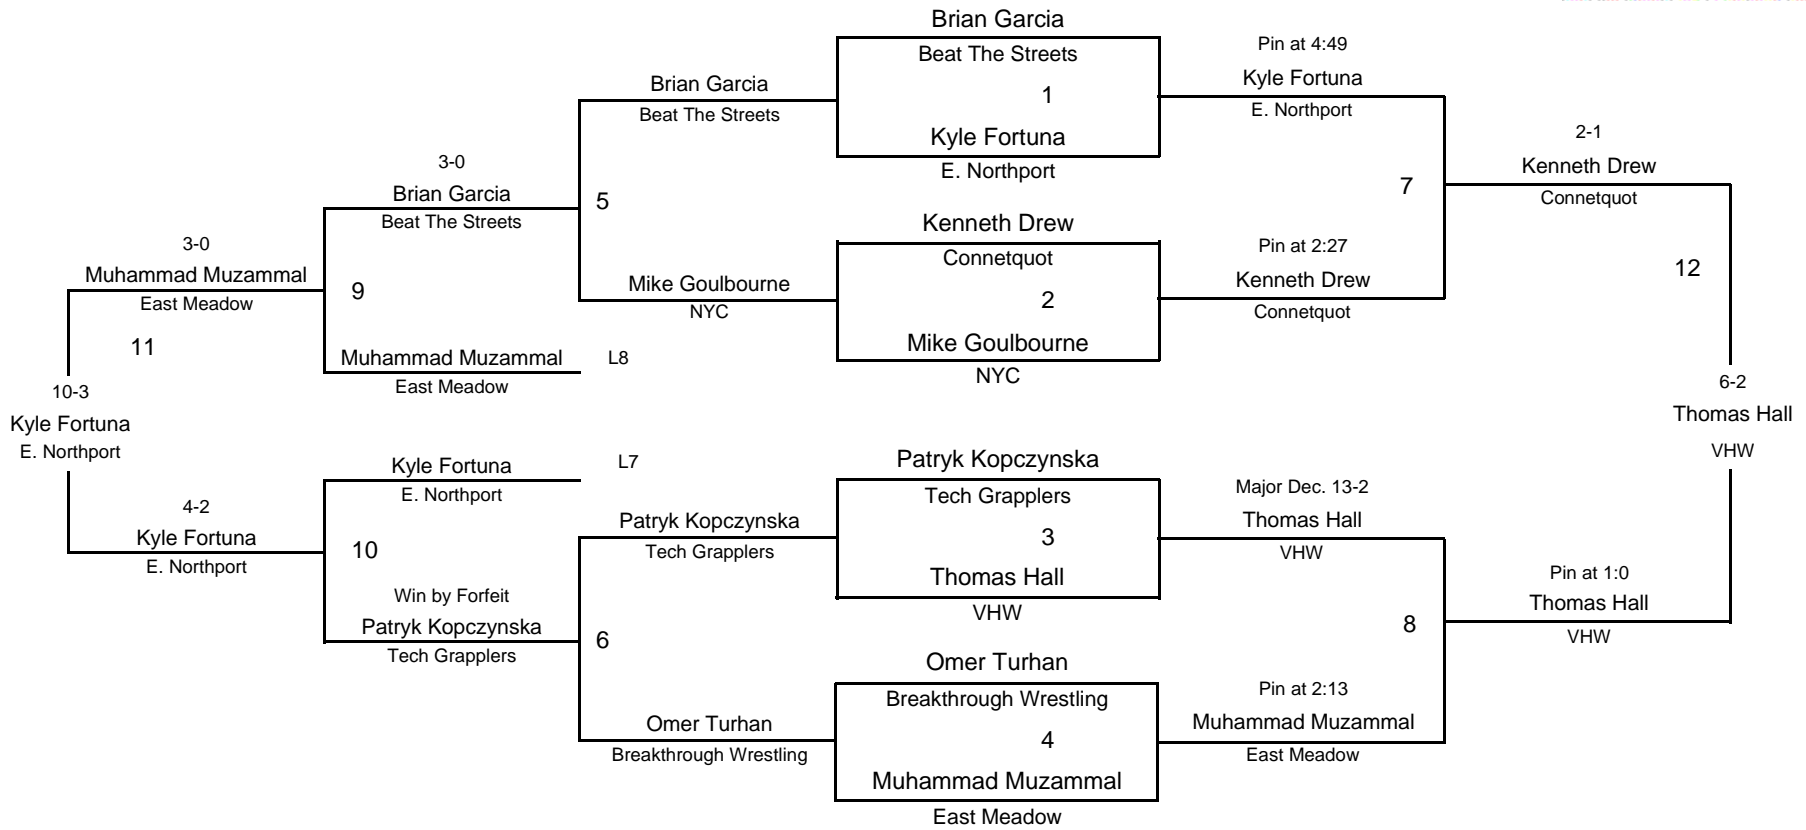 Brian Garcia
Beat The Streets
1
Kyle Fortuna
E. Northport
Pin at 4:49
Kyle Fortuna
E. Northport
Brian Garcia
Beat The Streets
2-1
Kenneth Drew
Connetquot
3-0
Brian Garcia
Beat The Streets
5
7
Kenneth Drew
Connetquot
2
Mike Goulbourne
NYC
Pin at 2:27
Kenneth Drew
Connetquot
12
3-0
Muhammad Muzammal
East Meadow
9
Mike Goulbourne
NYC
11
Muhammad Muzammal
East Meadow
L8
10-3
Kyle Fortuna
E. Northport
6-2
Thomas Hall
VHW
Kyle Fortuna
E. Northport
L7
Patryk Kopczynska
Tech Grapplers
3
Thomas Hall
VHW
Major Dec. 13-2
Thomas Hall
VHW
4-2
Kyle Fortuna
E. Northport
10
Patryk Kopczynska
Tech Grapplers
Win by Forfeit
Patryk Kopczynska
Tech Grapplers
6
8
Pin at 1:0
Thomas Hall
VHW
Omer Turhan
Breakthrough Wrestling
4
Muhammad Muzammal
East Meadow
Pin at 2:13
Muhammad Muzammal
East Meadow
Omer Turhan
Breakthrough Wrestling